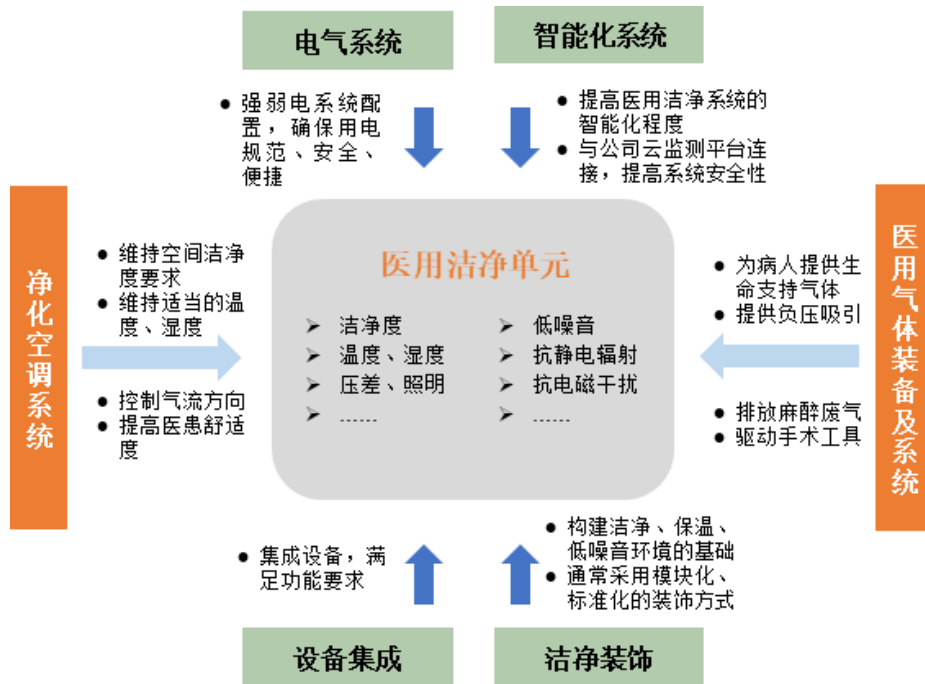 电气系统
智能化系统
● 强弱电系统配
置，确保用电
规范、安全、
便捷
● 提高医用洁净系统的
智能化程度
● 与公司云监测平台连
接，提高系统安全性
净化空调系统
● 维持空间洁净
度要求
● 维持适当的温
度、湿度
● 控制气流方向
● 提高医患舒适
度
医用洁净单元
➢ 洁净度
➢ 温度、湿度
➢ 压差、照明
➢ ......
➢ 低噪音
➢ 抗静电辐射
➢ 抗电磁干扰
➢ ......
● 为病人提供生
命支持气体
● 提供负压吸引
● 排放麻醉废气
● 驱动手术工具
医用气体装备及系统
● 集成设备，满
足功能要求
● 构建洁净、保温、
低噪音环境的基础
● 通常采用模块化、
标准化的装饰方式
设备集成
洁净装饰